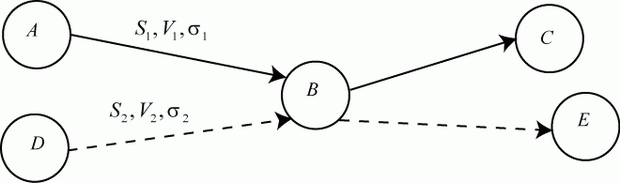 A
S₁, V₁, σ₁
C
B
S₂, V₂, σ₂
D
E